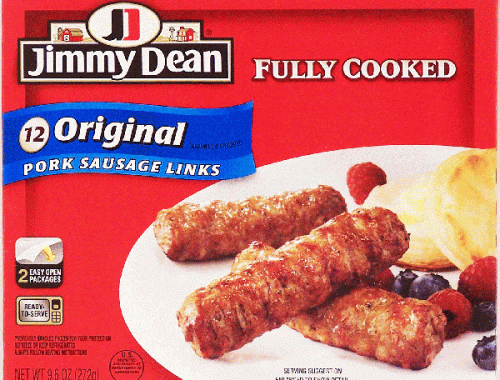 Jimmy Dean
FULLY COOKED
12 Original
PORK SAUSAGE LINKS
2 EASY OPEN
PACKAGES
READY-
TO-SERVE
U.S.
NET WT 9.6 OZ (272g)
SERVING SUGGESTION